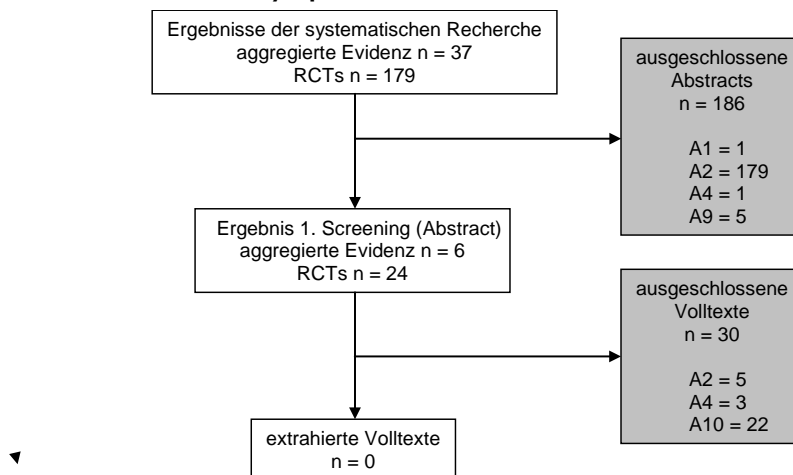 Ergebnisse der systematischen Recherche
aggregierte Evidenz n = 37
RCTs n = 179
ausgeschlossene
Abstracts
n = 186
A1 = 1
A2 = 179
A4 = 1
A9 = 5
Ergebnis 1. Screening (Abstract)
aggregierte Evidenz n = 6
RCTs n = 24
ausgeschlossene
Volltexte
n = 30
A2 = 5
A4 = 3
A10 = 22
extrahierte Volltexte
n = 0